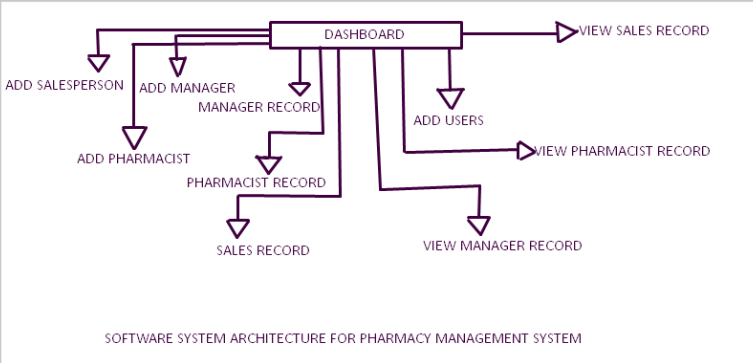 DASHBOARD
VIEW SALES RECORD
ADD SALESPERSON
ADD MANAGER
MANAGER RECORD
ADD USERS
ADD PHARMACIST
VIEW PHARMACIST RECORD
PHARMACIST RECORD
SALES RECORD
VIEW MANAGER RECORD
SOFTWARE SYSTEM ARCHITECTURE FOR PHARMACY MANAGEMENT SYSTEM